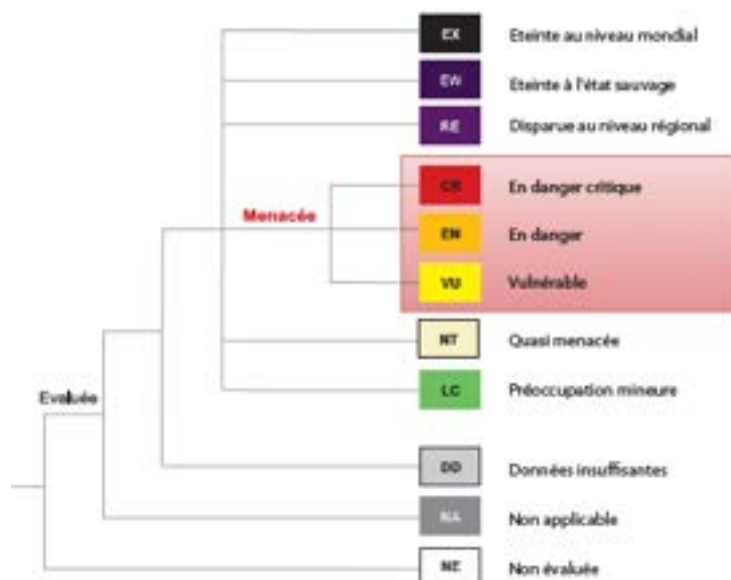 EX Eteinte au niveau mondial
EW Eteinte à l'état sauvage
RE Disparue au niveau régional
CR En danger critique
Menacée
EN En danger
VU Vulnérable
NT Quasi menacée
LC Préoccupation mineure
Evaluée
DD Données insuffisantes
NA Non applicable
NE Non évaluée